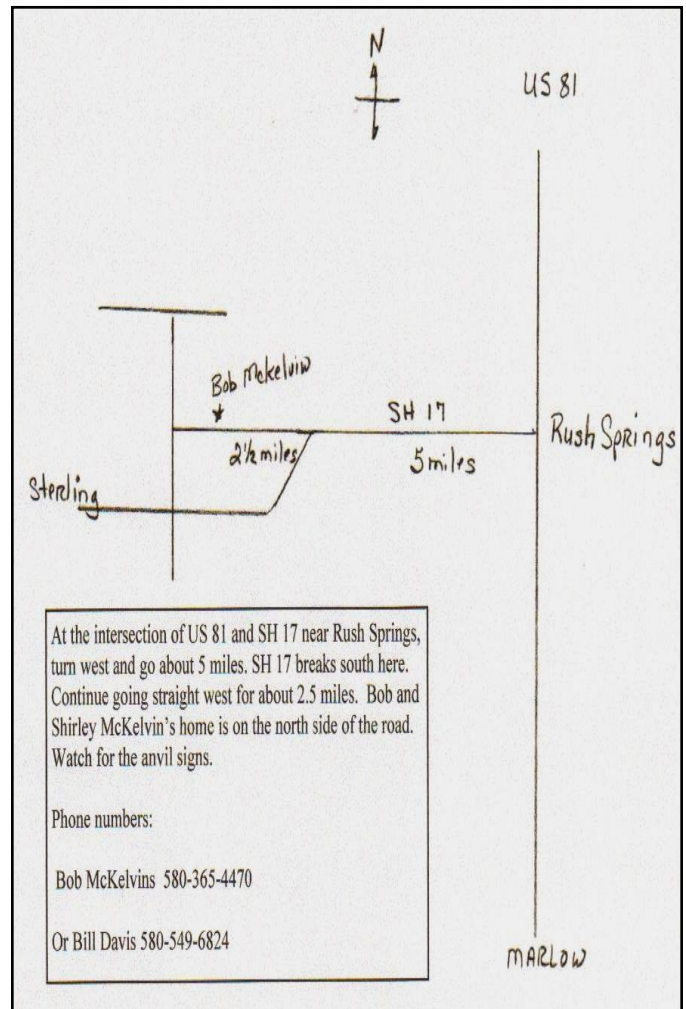 N
US 81
Bob Mckelvin
SH 17
Rush Springs
2½ miles
5 miles
Sterling
At the intersection of US 81 and SH 17 near Rush Springs,
turn west and go about 5 miles. SH 17 breaks south here.
Continue going straight west for about 2.5 miles. Bob and
Shirley McKelvin's home is on the north side of the road.
Watch for the anvil signs.
Phone numbers:
Bob McKelvins 580-365-4470
Or Bill Davis 580-549-6824
MARLOW